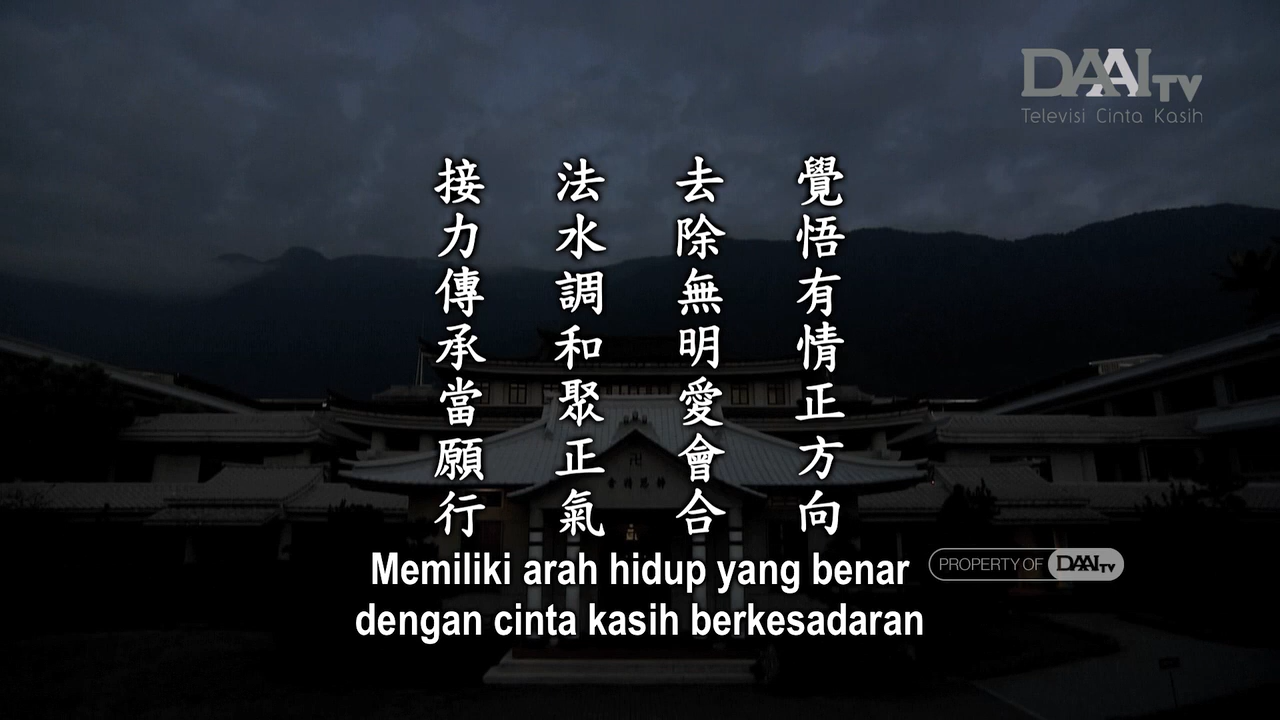 DAAI TV
Televisi Cinta Kasih
覺悟有情正方向
去除無明愛會合
法水調和聚正氣
接力傳承當願行
Memiliki arah hidup yang benar
dengan cinta kasih berkesadaran
PROPERTY OF DAAI TV